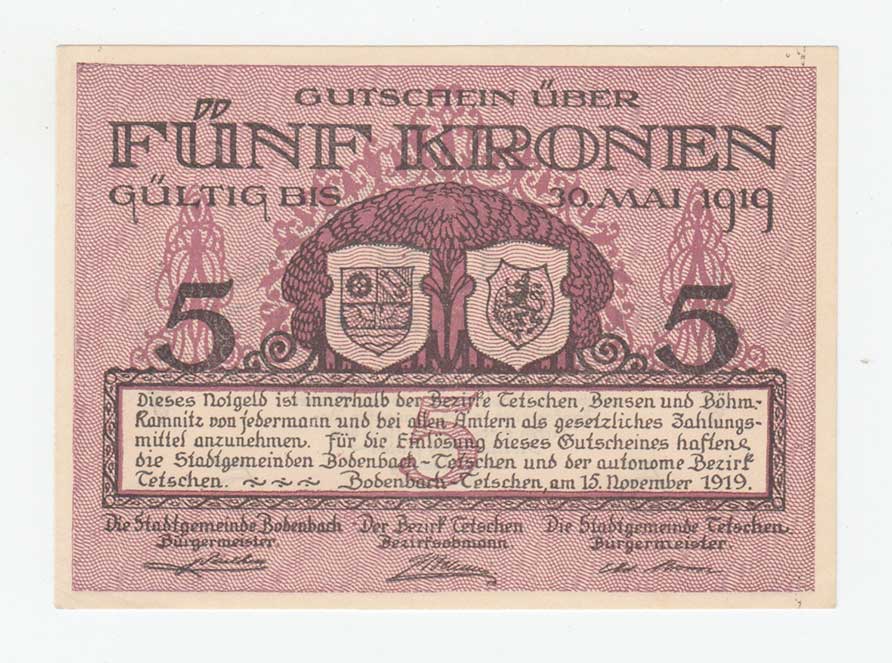 GUTSCHEIN ÜBER
FÜNF KRONEN
GÜLTIG BIS 30. MAI 1919
5 5
Dieses Notgeld ist innerhalb der Bezirke Tetschen, Bensen und Böhm.-
Kamnitz von jedermann und bei allen Ämtern als gesetzliches Zahlungs-
mittel anzunehmen. Für die Einlösung dieses Gutscheines haften
die Stadtgemeinden Bodenbach-Tetschen und der autonome Bezirk
Tetschen. ~ ~ ~ Bodenbach-Tetschen, am 15. November 1919.
5
Die Stadtgemeinde Bodenbach Der Bezirk Tetschen Die Stadtgemeinde Tetschen
Bürgermeister. Bezirksobmann. Bürgermeister.